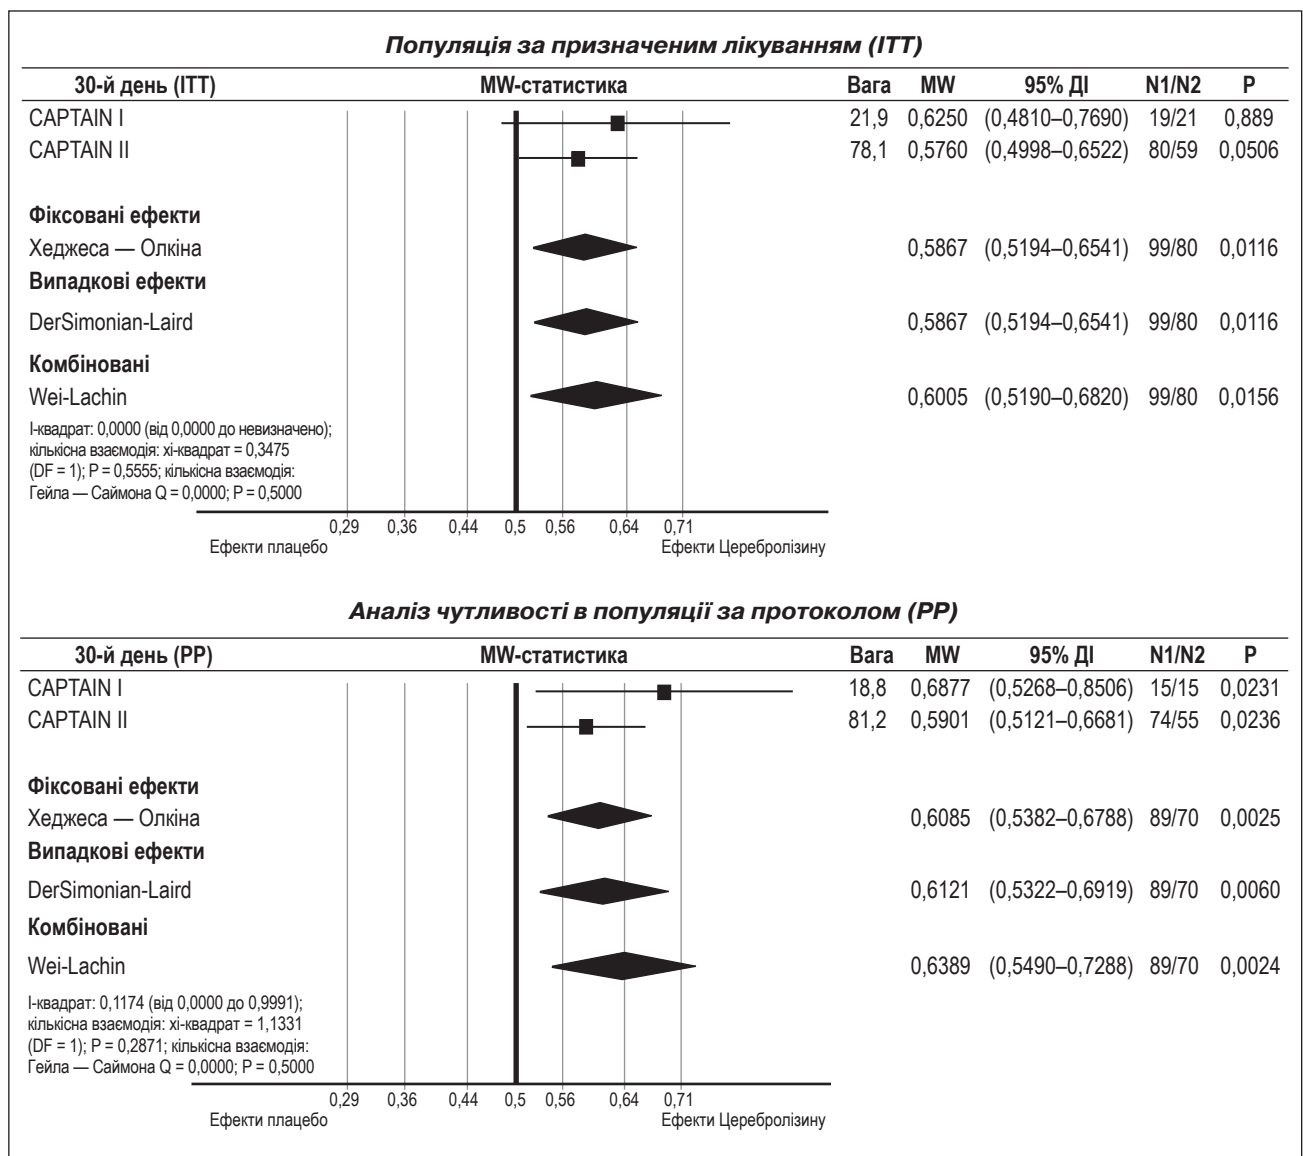 Популяція за призначеним лікуванням (ITT)
30-й день (ITT) MW-статистика Вага MW 95% ДІ N1/N2 P
CAPTAIN I 21,9 0,6250 (0,4810–0,7690) 19/21 0,889
CAPTAIN II 78,1 0,5760 (0,4998–0,6522) 80/59 0,0506
Фіксовані ефекти
Хеджеса — Олкіна 0,5867 (0,5194–0,6541) 99/80 0,0116
Випадкові ефекти
DerSimonian-Laird 0,5867 (0,5194–0,6541) 99/80 0,0116
Комбіновані
Wei-Lachin 0,6005 (0,5190–0,6820) 99/80 0,0156
І-квадрат: 0,0000 (від 0,0000 до невизначено);
кількісна взаємодія: хі-квадрат = 0,3475
(DF = 1); P = 0,5555; кількісна взаємодія:
Гейла — Саймона Q = 0,0000; P = 0,5000
0,29 0,36 0,44 0,5 0,56 0,64 0,71
Ефекти плацебо Ефекти Церебролізину
Аналіз чутливості в популяції за протоколом (PP)
30-й день (PP) MW-статистика Вага MW 95% ДІ N1/N2 P
CAPTAIN I 18,8 0,6877 (0,5268–0,8506) 15/15 0,0231
CAPTAIN II 81,2 0,5901 (0,5121–0,6681) 74/55 0,0236
Фіксовані ефекти
Хеджеса — Олкіна 0,6085 (0,5382–0,6788) 89/70 0,0025
Випадкові ефекти
DerSimonian-Laird 0,6121 (0,5322–0,6919) 89/70 0,0060
Комбіновані
Wei-Lachin 0,6389 (0,5490–0,7288) 89/70 0,0024
І-квадрат: 0,1174 (від 0,0000 до 0,9991);
кількісна взаємодія: хі-квадрат = 1,1331
(DF = 1); P = 0,2871; кількісна взаємодія:
Гейла — Саймона Q = 0,0000; P = 0,5000
0,29 0,36 0,44 0,5 0,56 0,64 0,71
Ефекти плацебо Ефекти Церебролізину